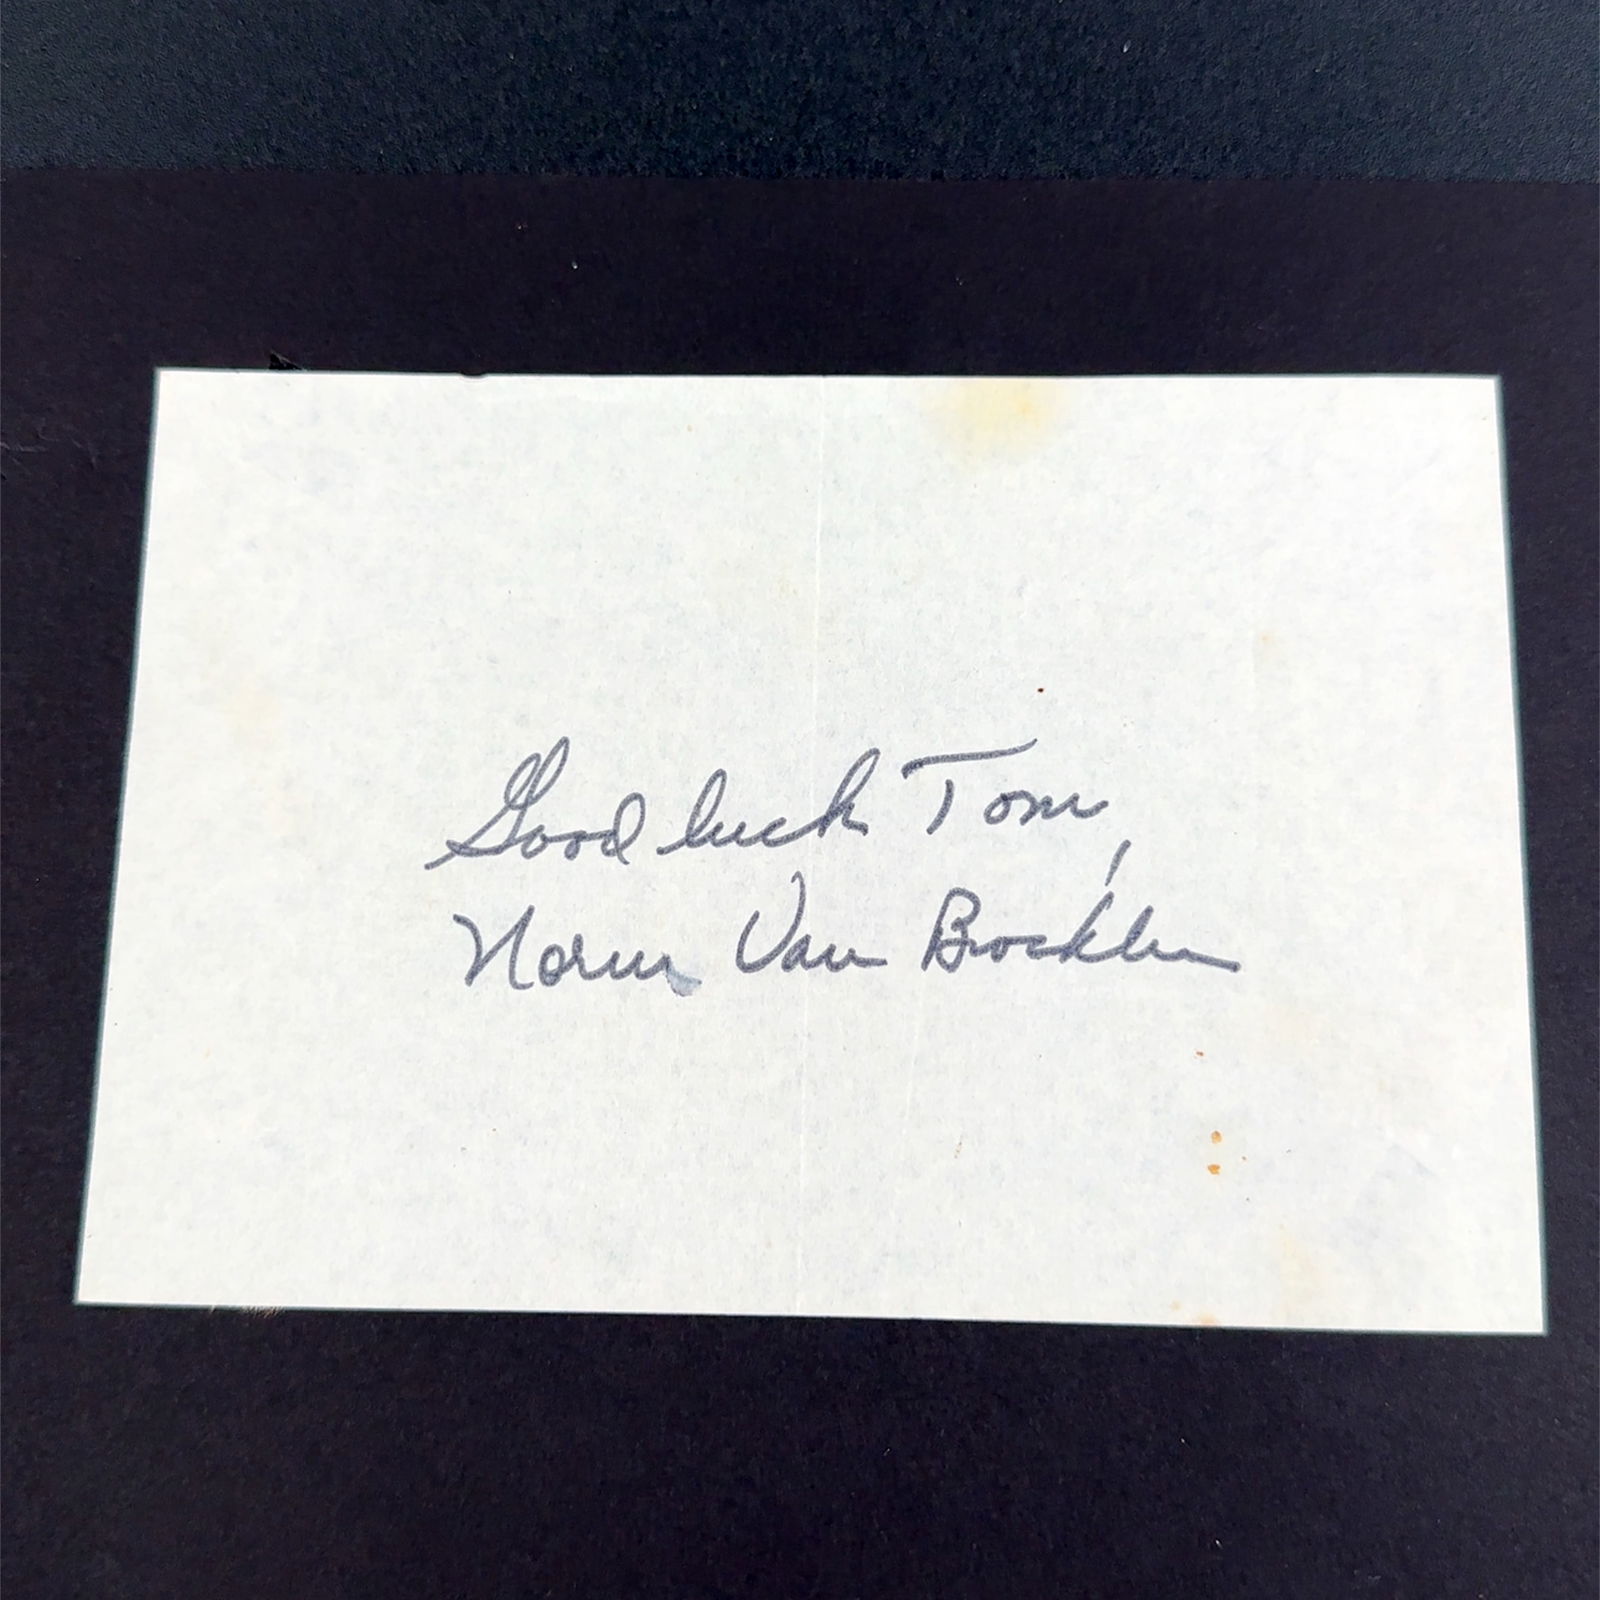 Good luck Tom,
Norm Van Brocklin